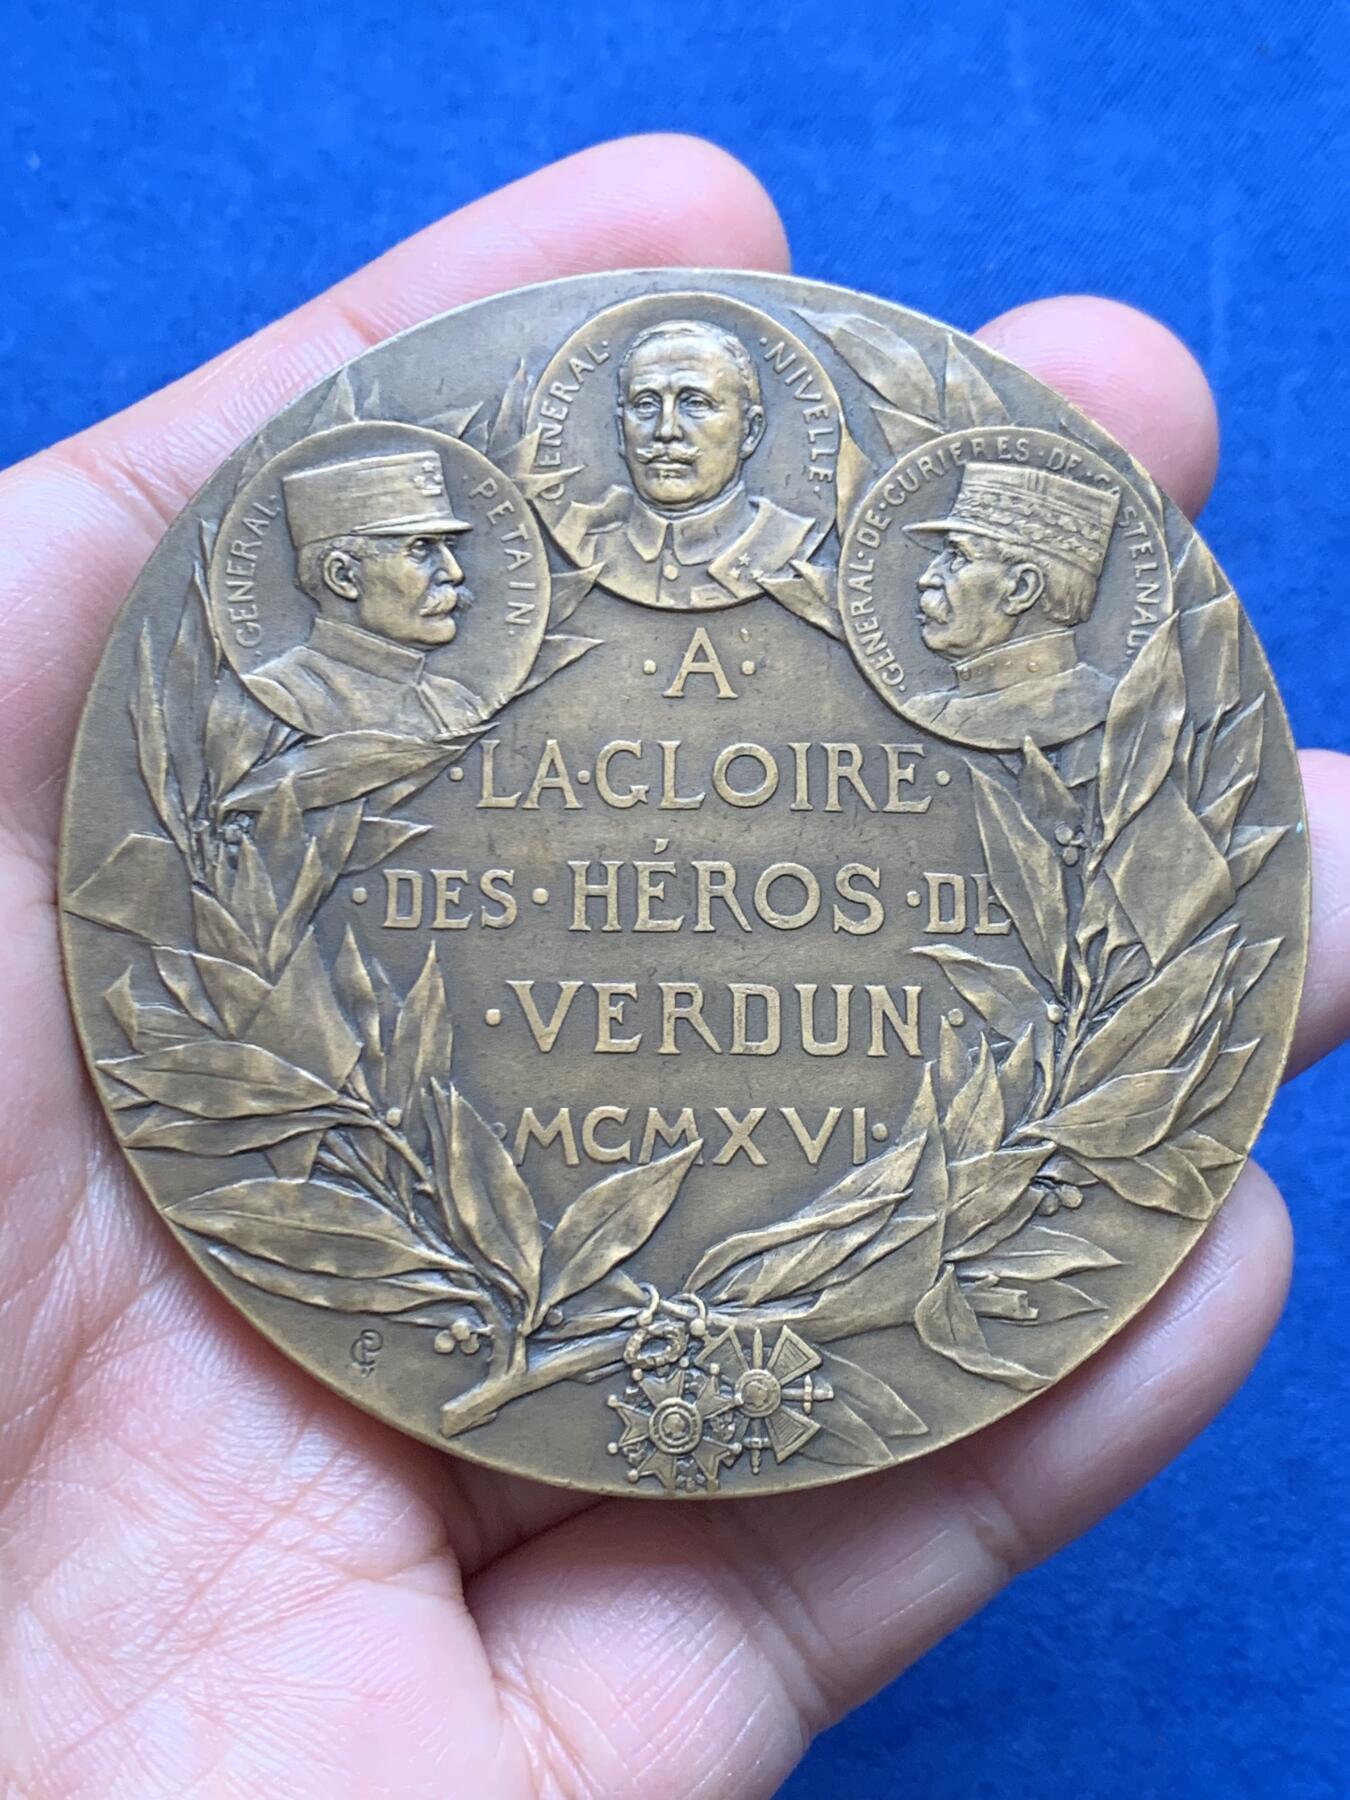 ·GENERAL· ·PETAIN·
GENERAL· ·NIVELLE·
·GENERAL·DE·CURIERES·DE·CASTELNAU·
·A·
·LA·GLOIRE·
·DES·HÉROS·DE
·VERDUN·
·MCMXVI·